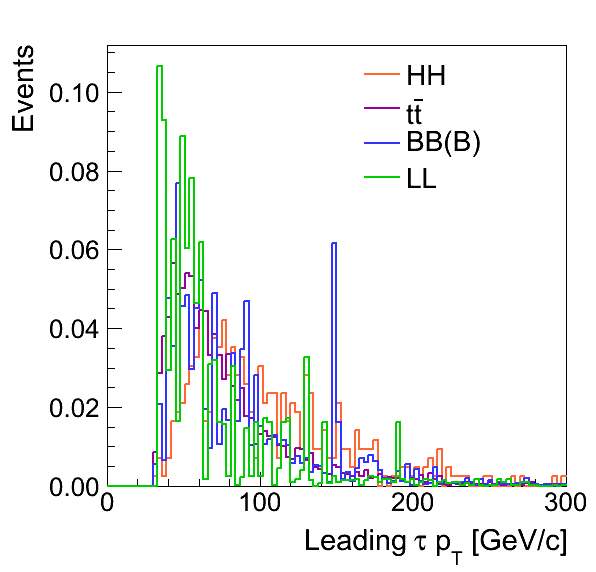 Events
0.10
0.08
0.06
0.04
0.02
0.00
HH
tt̄
BB(B)
LL
0 100 200 300
Leading τ p_T [GeV/c]